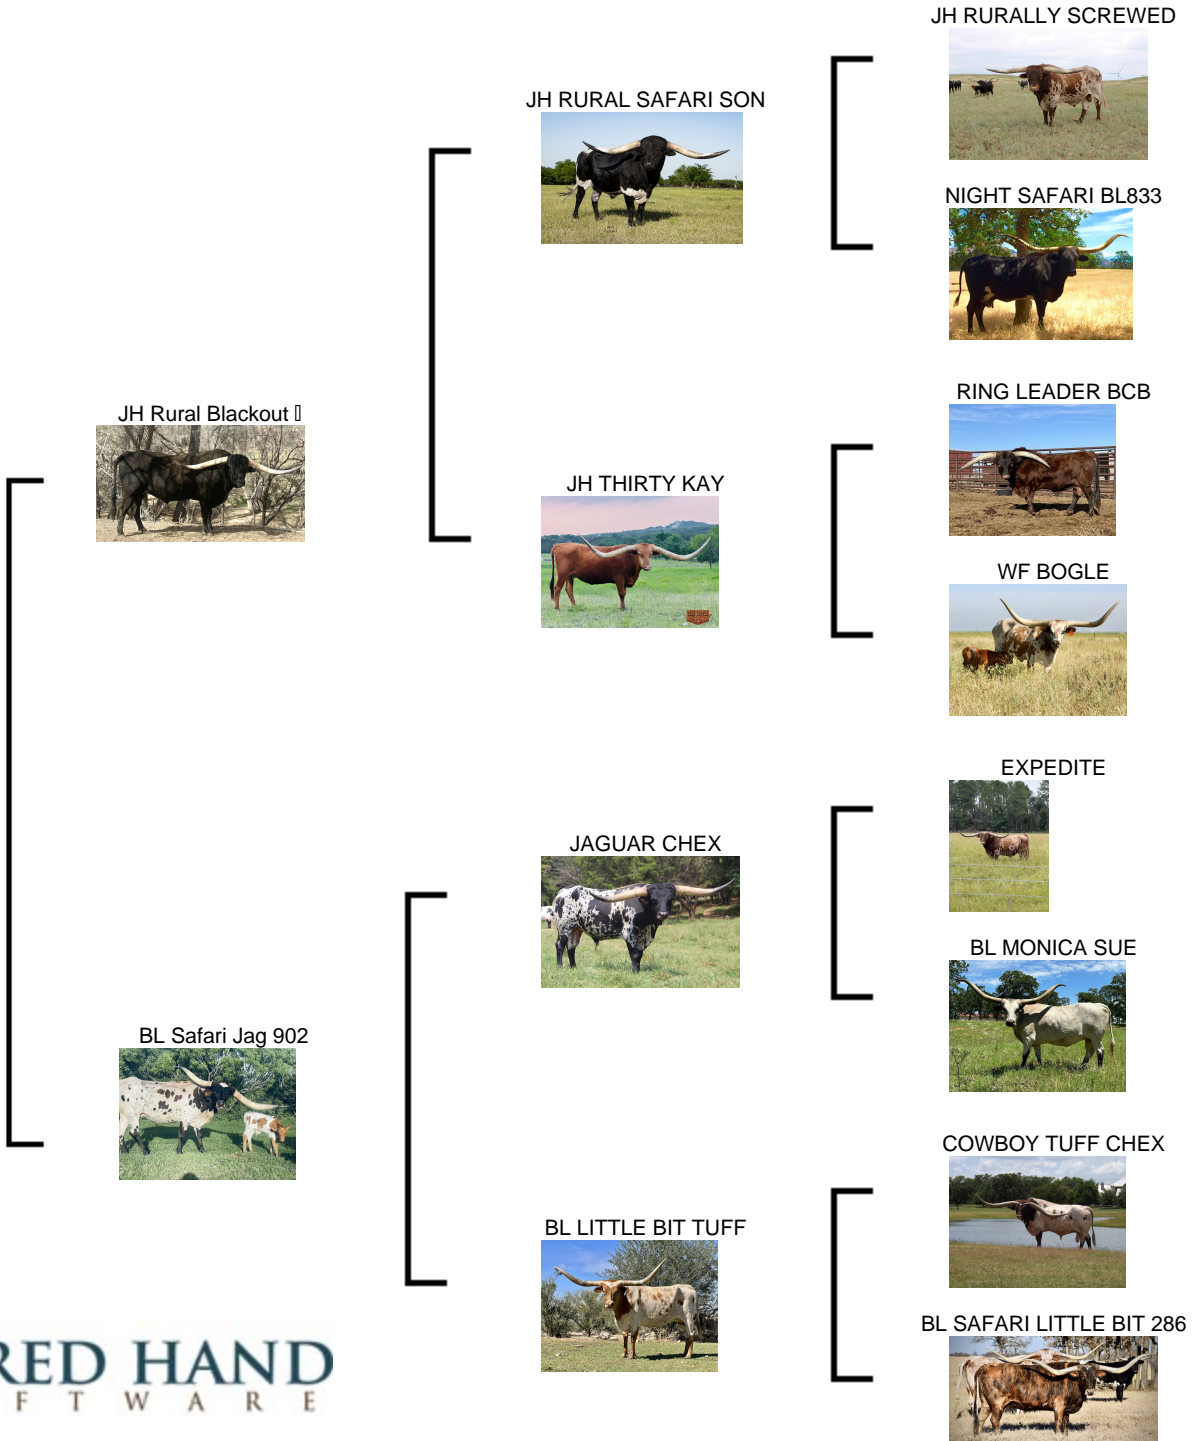 JH RURALLY SCREWED
JH RURAL SAFARI SON
NIGHT SAFARI BL833
RING LEADER BCB
JH Rural Blackout
JH THIRTY KAY
WF BOGLE
EXPEDITE
JAGUAR CHEX
BL MONICA SUE
BL Safari Jag 902
COWBOY TUFF CHEX
BL LITTLE BIT TUFF
BL SAFARI LITTLE BIT 286
RED HAND
F T W A R E